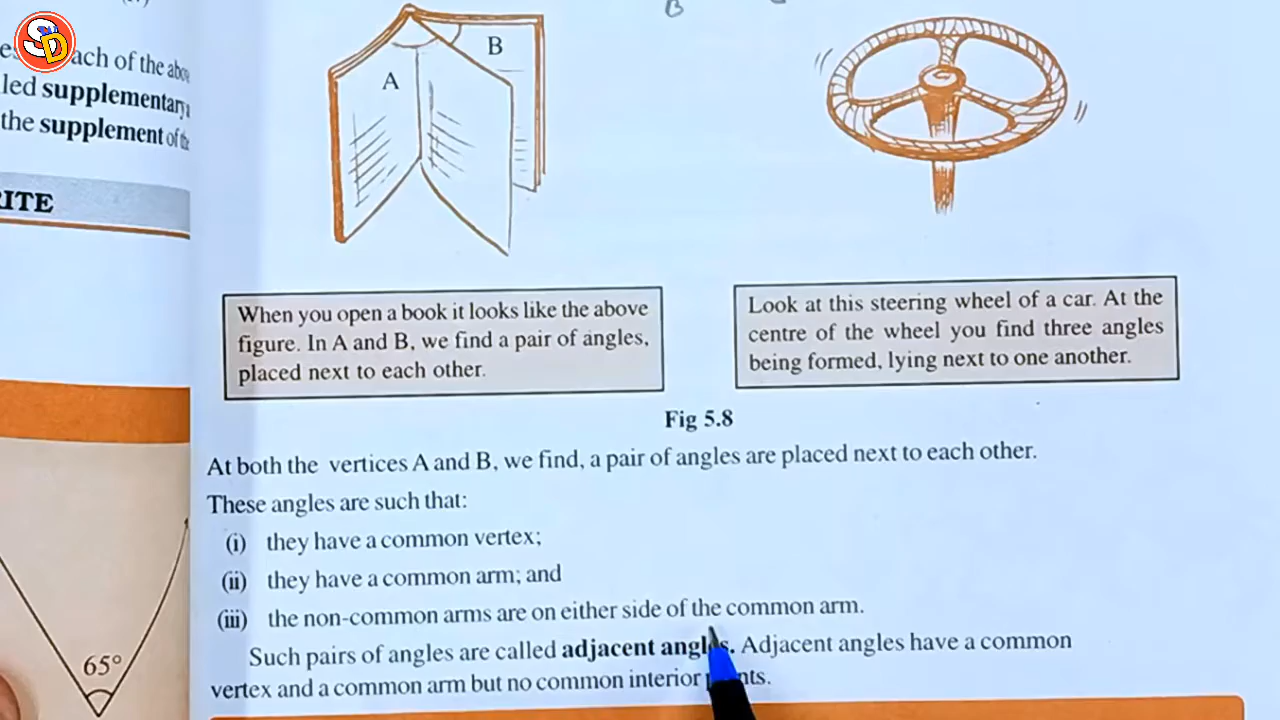 SD
ach of the above
led supplementary
the supplement of the
RITE
65°
B
A
B
When you open a book it looks like the above
figure. In A and B, we find a pair of angles,
placed next to each other.
Look at this steering wheel of a car. At the
centre of the wheel you find three angles
being formed, lying next to one another.
Fig 5.8
At both the vertices A and B, we find, a pair of angles are placed next to each other.
These angles are such that:
(i) they have a common vertex;
(ii) they have a common arm; and
(iii) the non-common arms are on either side of the common arm.
Such pairs of angles are called adjacent angles. Adjacent angles have a common
vertex and a common arm but no common interior points.